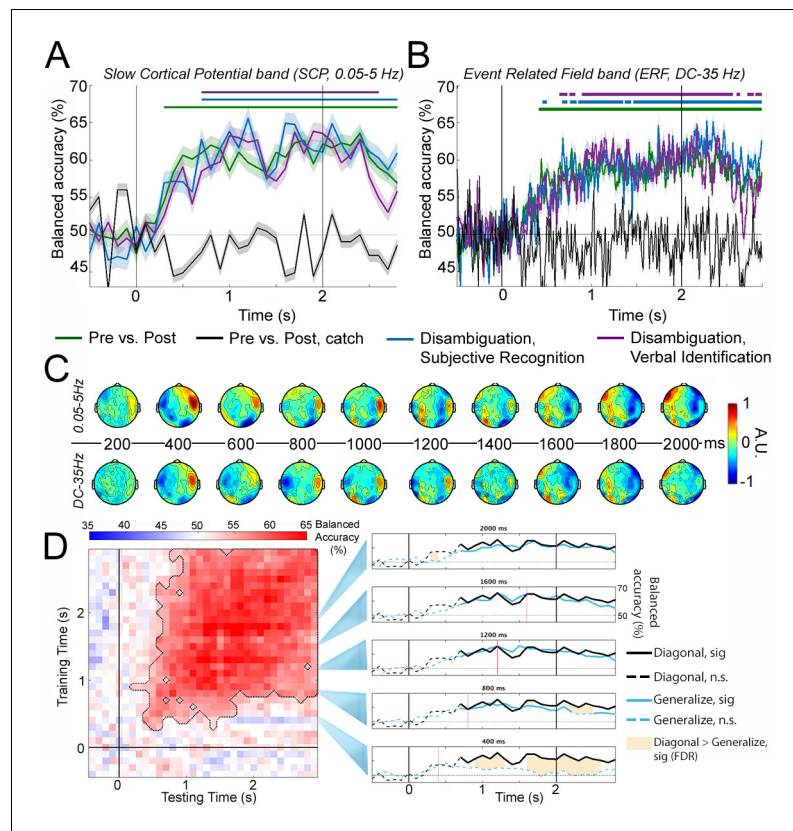 A
Slow Cortical Potential band (SCP, 0.05-5 Hz)
70
65
60
55
50
45
Balanced accuracy (%)
0
1
2
Time (s)
B
Event Related Field band (ERF, DC-35 Hz)
70
65
60
55
50
45
Balanced accuracy (%)
0
1
2
Time (s)
Pre vs. Post
Pre vs. Post, catch
Disambiguation,
Subjective Recognition
Disambiguation,
Verbal Identification
C
0.05-5Hz
200 400 600 800 1000 1200 1400 1600 1800 2000 ms
DC-35Hz
1
0
-1
A.U.
D
35 40 45 50 55 60 65
Balanced
Accuracy
(%)
2
1
0
Training Time (s)
0 1 2
Testing Time (s)
2000 ms
1600 ms
1200 ms
800 ms
400 ms
70
50
Balanced
accuracy (%)
0 1 2
Time (s)
Diagonal, sig
Diagonal, n.s.
Generalize, sig
Generalize, n.s.
Diagonal > Generalize,
sig (FDR)